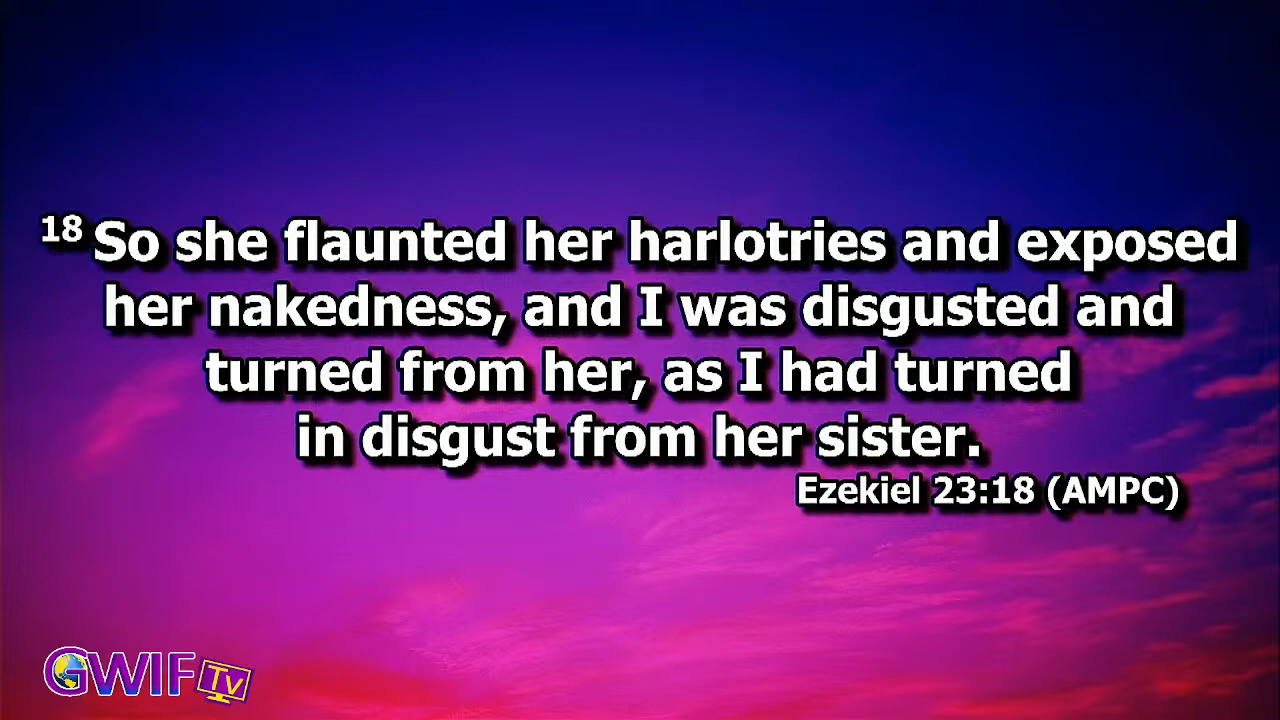 18 So she flaunted her harlotries and exposed
her nakedness, and I was disgusted and
turned from her, as I had turned
in disgust from her sister.
Ezekiel 23:18 (AMPC)
GWIF Tv